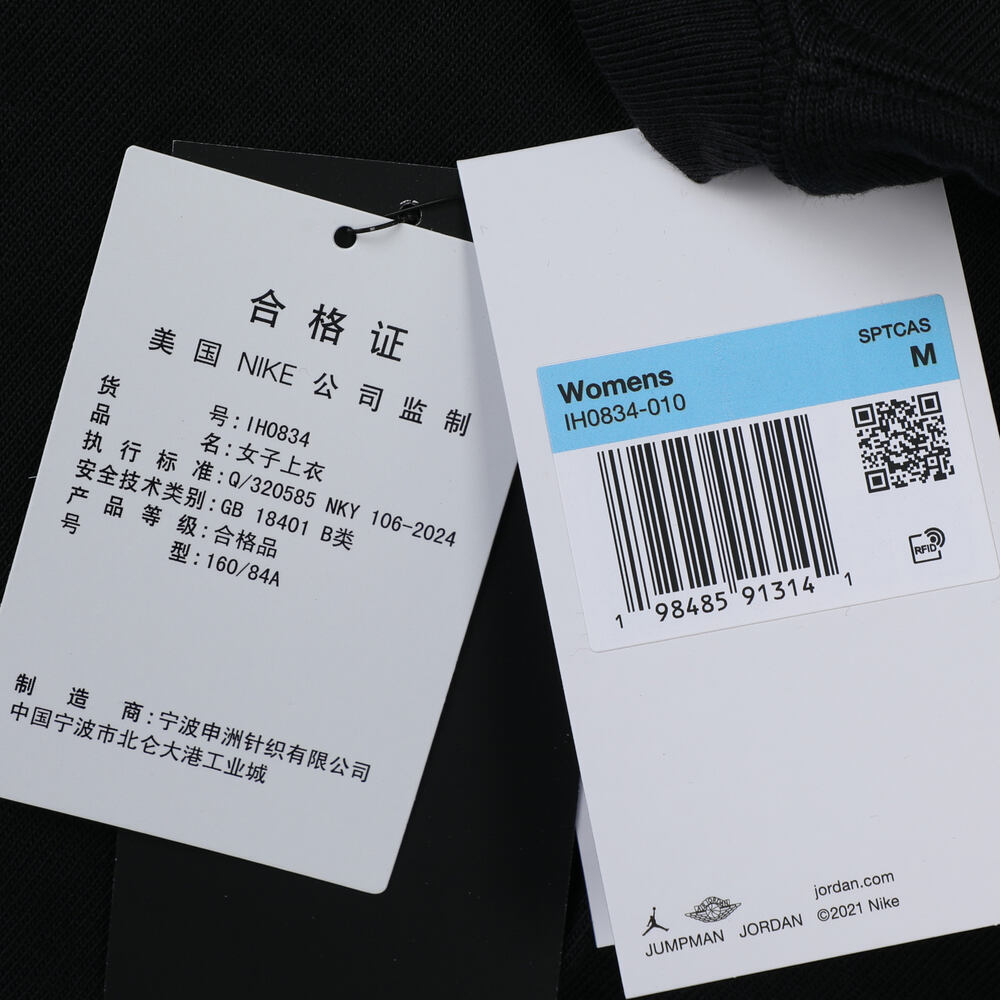 合格证
美国 NIKE 公司监制
货号:IH0834
品名:女子上衣
执行标准:Q/320585 NKY 106-2024
安全技术类别:GB 18401 B类
产品等级:合格品
号型:160/84A
制造商:宁波申洲针织有限公司
中国宁波市北仑大港工业城
SPTCAS
Womens M
IH0834-010
1 98485 91314 1
RFID
jordan.com
JUMPMAN JORDAN ©2021 Nike